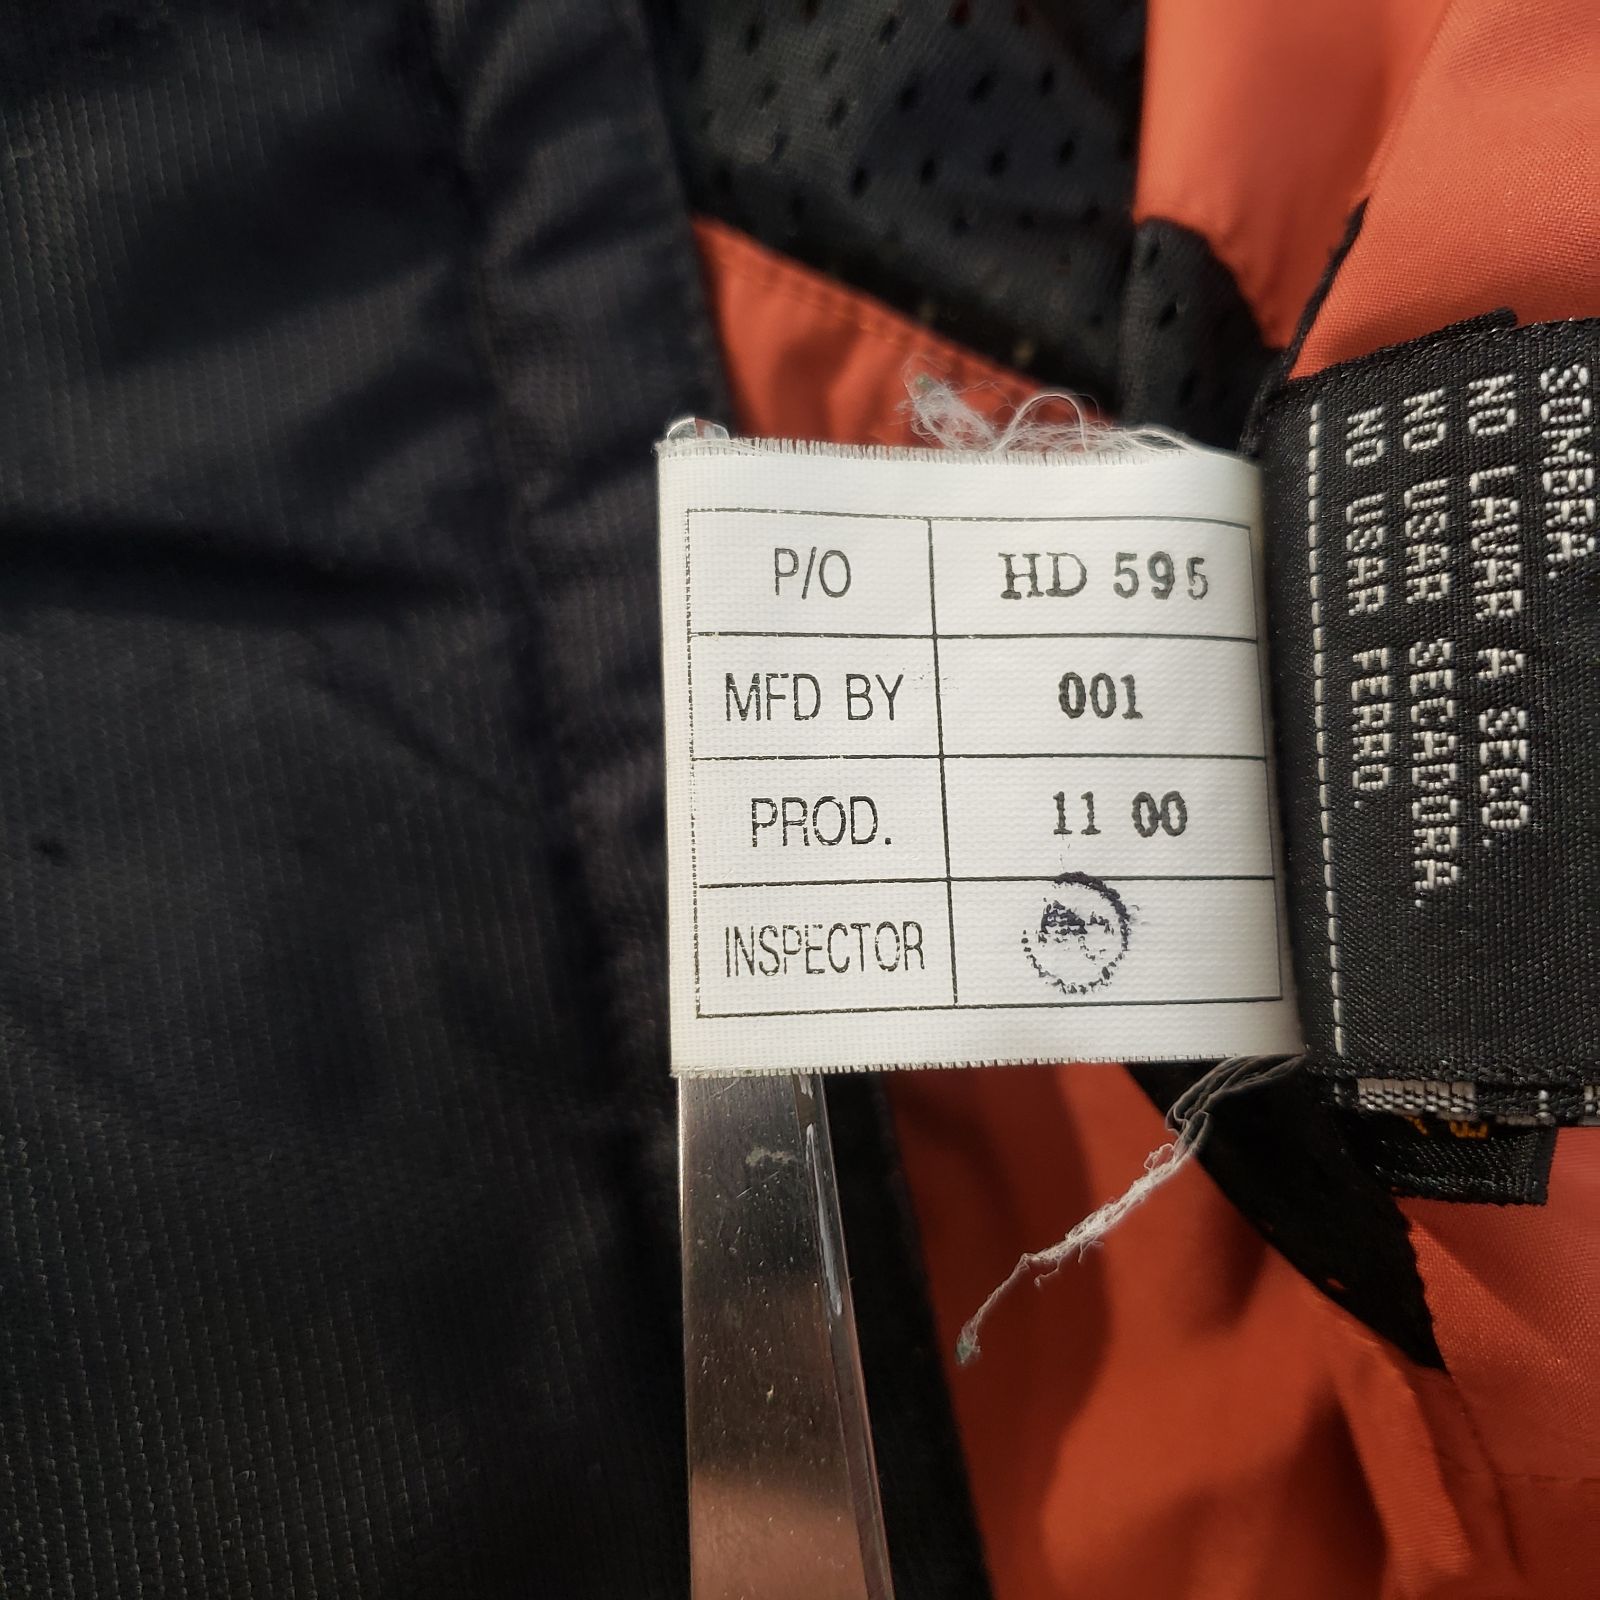 P/O HD 595
MFD BY 001
PROD. 11 00
INSPECTOR
SOMBRA.
NO LAVAR A SECO.
NO USAR SECADORA.
NO USAR FERRO.